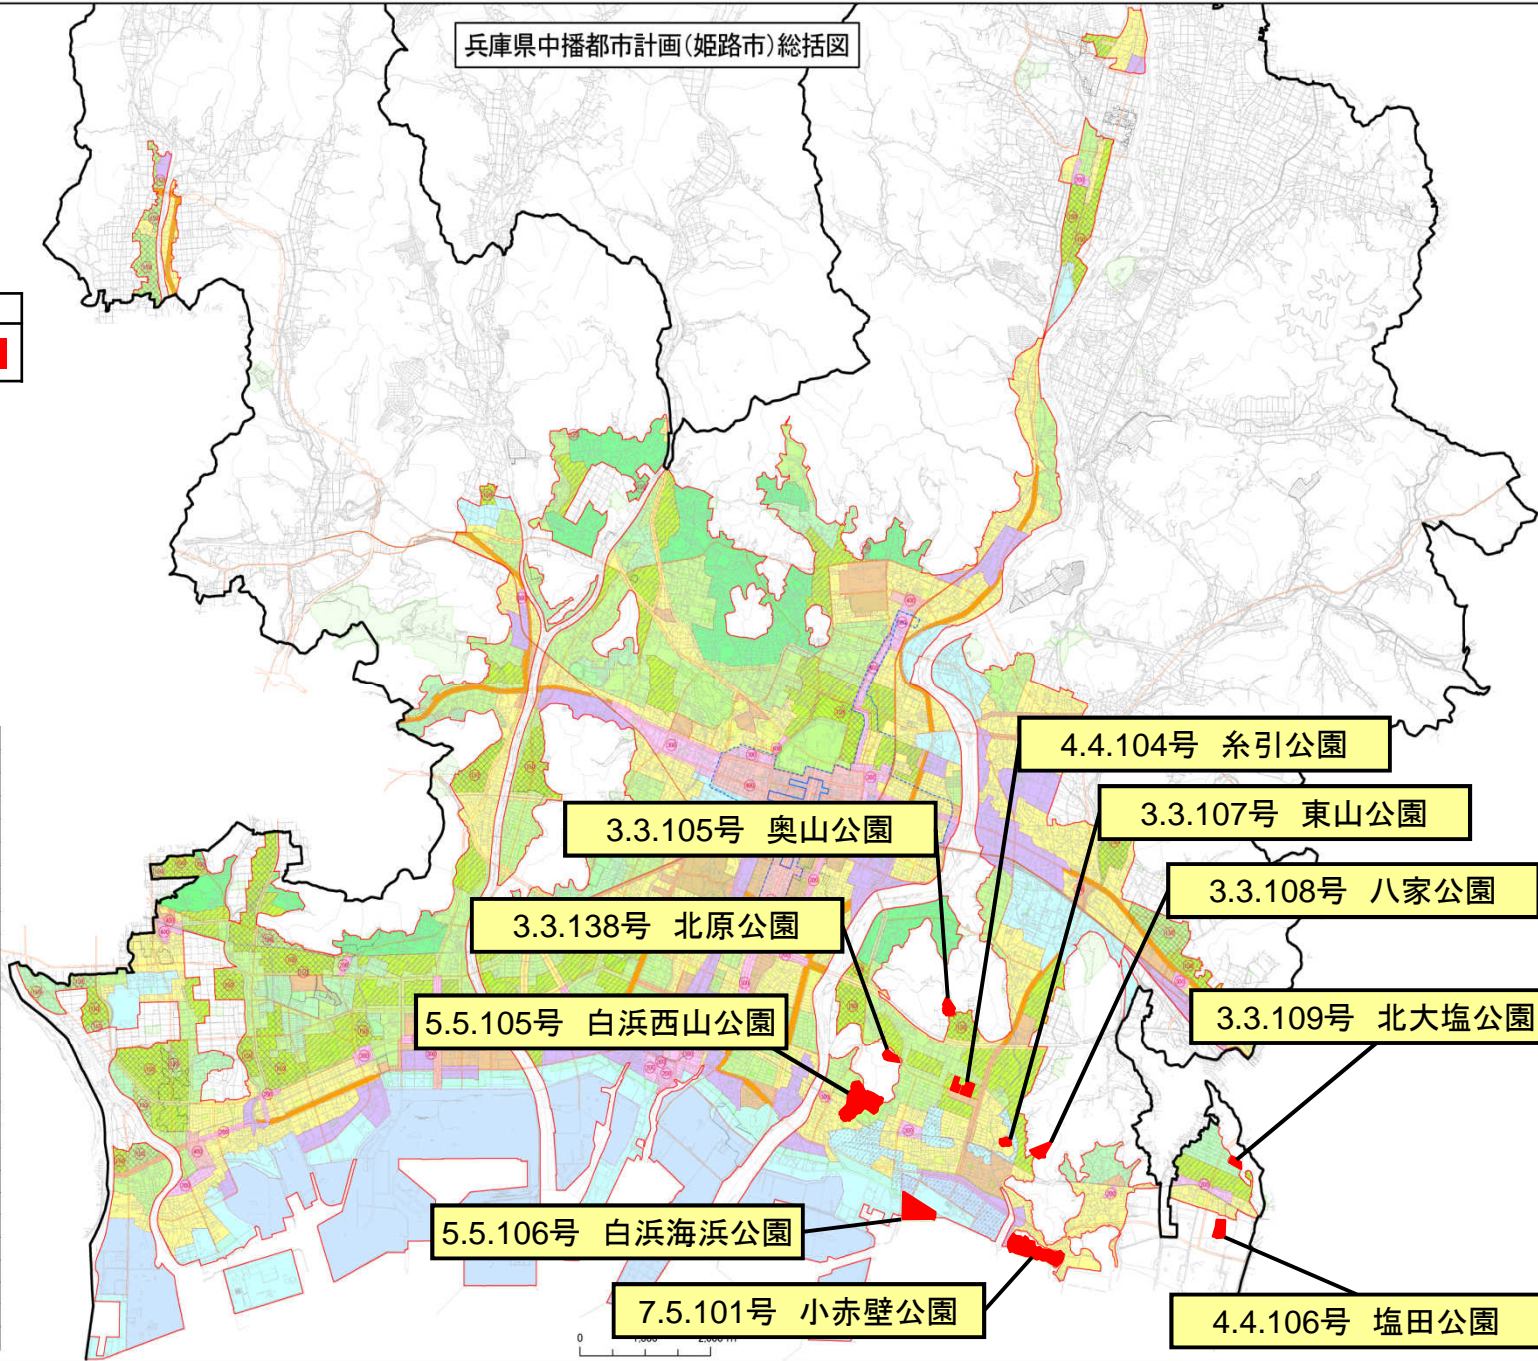 兵庫県中播都市計画(姫路市)総括図
4.4.104号 糸引公園
3.3.107号 東山公園
3.3.105号 奥山公園
3.3.108号 八家公園
3.3.138号 北原公園
5.5.105号 白浜西山公園
3.3.109号 北大塩公園
5.5.106号 白浜海浜公園
7.5.101号 小赤壁公園
4.4.106号 塩田公園